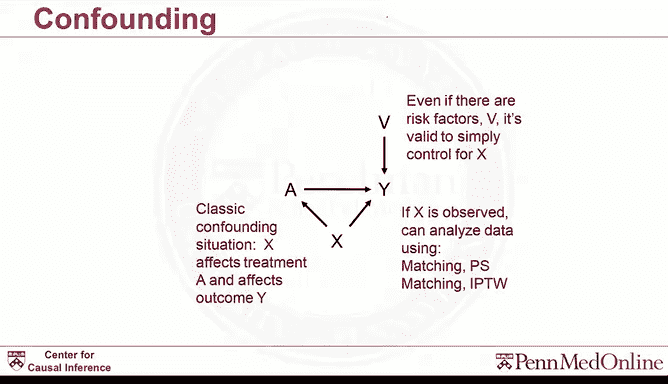 Confounding
V
Even if there are
risk factors, V, it's
valid to simply
control for X
A
Y
Classic
confounding
situation: X
affects treatment
A and affects
outcome Y
X
If X is observed,
can analyze data
using:
Matching, PS
Matching, IPTW
Center for
Causal Inference
PennMedOnline